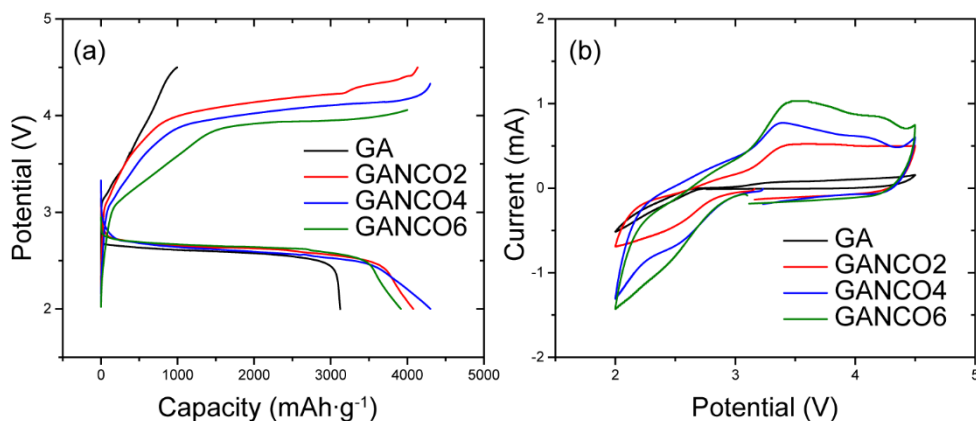 (a)
Potential (V)
5
4
3
2
GA
GANCO2
GANCO4
GANCO6
0
1000
2000
3000
4000
5000
Capacity (mAh·g⁻¹)
(b)
Current (mA)
2
1
0
-1
-2
GA
GANCO2
GANCO4
GANCO6
2
3
4
5
Potential (V)